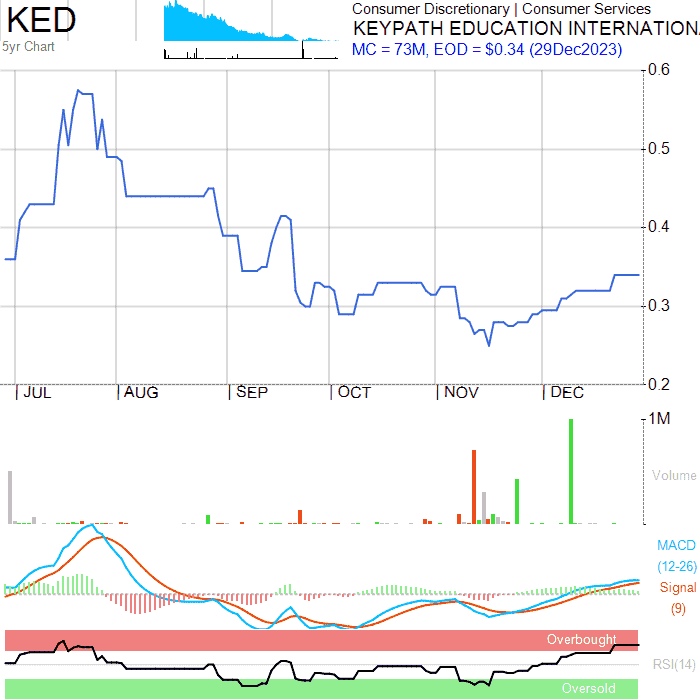 KED
5yr Chart
Consumer Discretionary | Consumer Services
KEYPATH EDUCATION INTERNATION
MC = 73M, EOD = $0.34 (29Dec2023)
0.6
0.5
0.4
0.3
0.2
JUL AUG SEP OCT NOV DEC
1M
Volume
MACD
(12-26)
Signal
(9)
Overbought
RSI(14)
Oversold